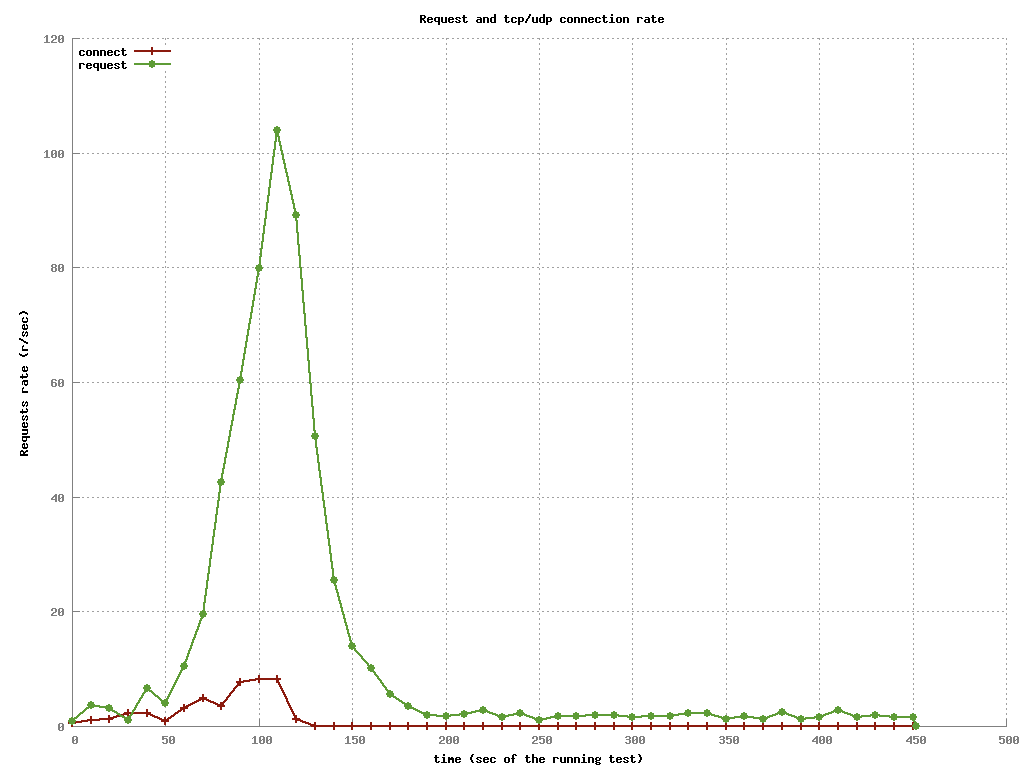 Request and tcp/udp connection rate
120
100
80
60
40
20
0
connect
request
Requests rate (r/sec)
0 50 100 150 200 250 300 350 400 450 500
time (sec of the running test)